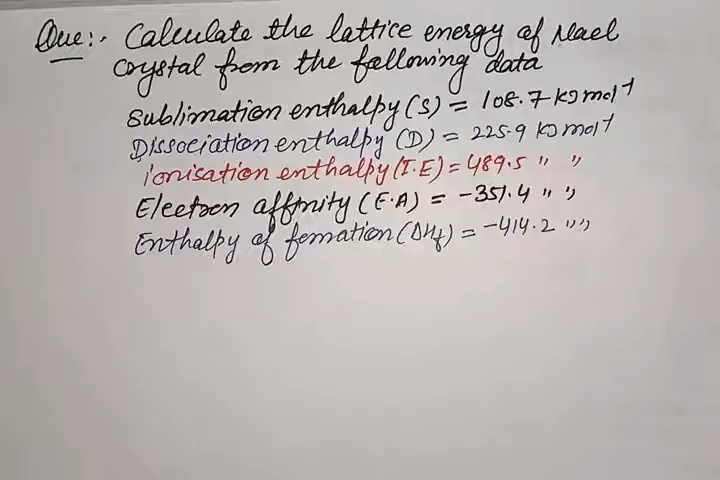 Que:- Calculate the lattice energy of Nacl
crystal from the following data
Sublimation enthalpy (S) = 108.7 KJ mol-1
Dissociation enthalpy (D) = 225.9 KJ mol-1
ionisation enthalpy (I.E) = 489.5 " "
Electron affinity (E.A) = -351.4 " "
Enthalpy of formation (ΔHf) = -414.2 " "